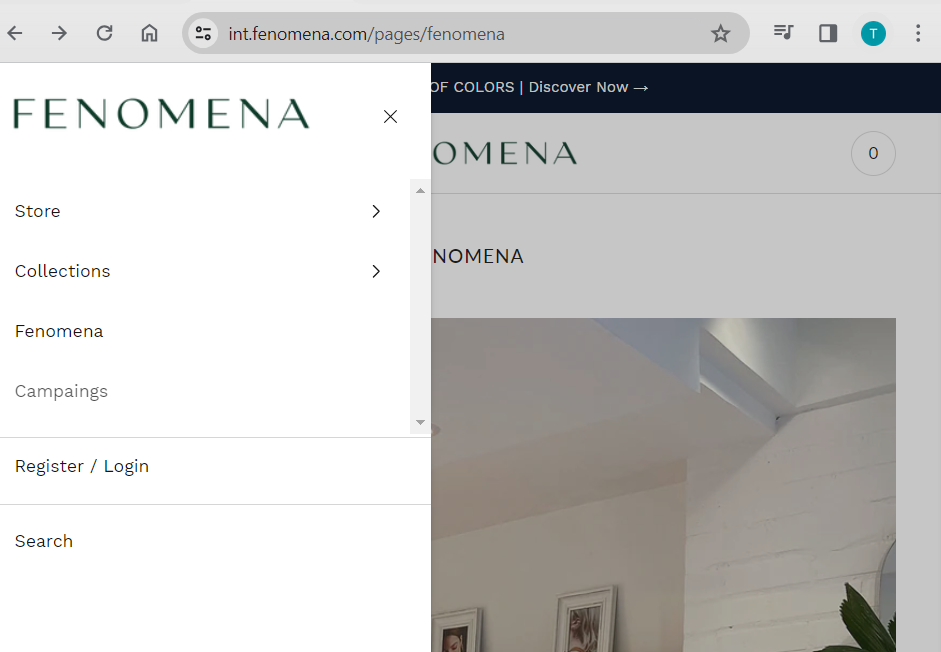 int.fenomena.com/pages/fenomena
T
FENOMENA
Store
Collections
Fenomena
Campaings
Register / Login
Search
OF COLORS | Discover Now →
OMENA
0
NOMENA